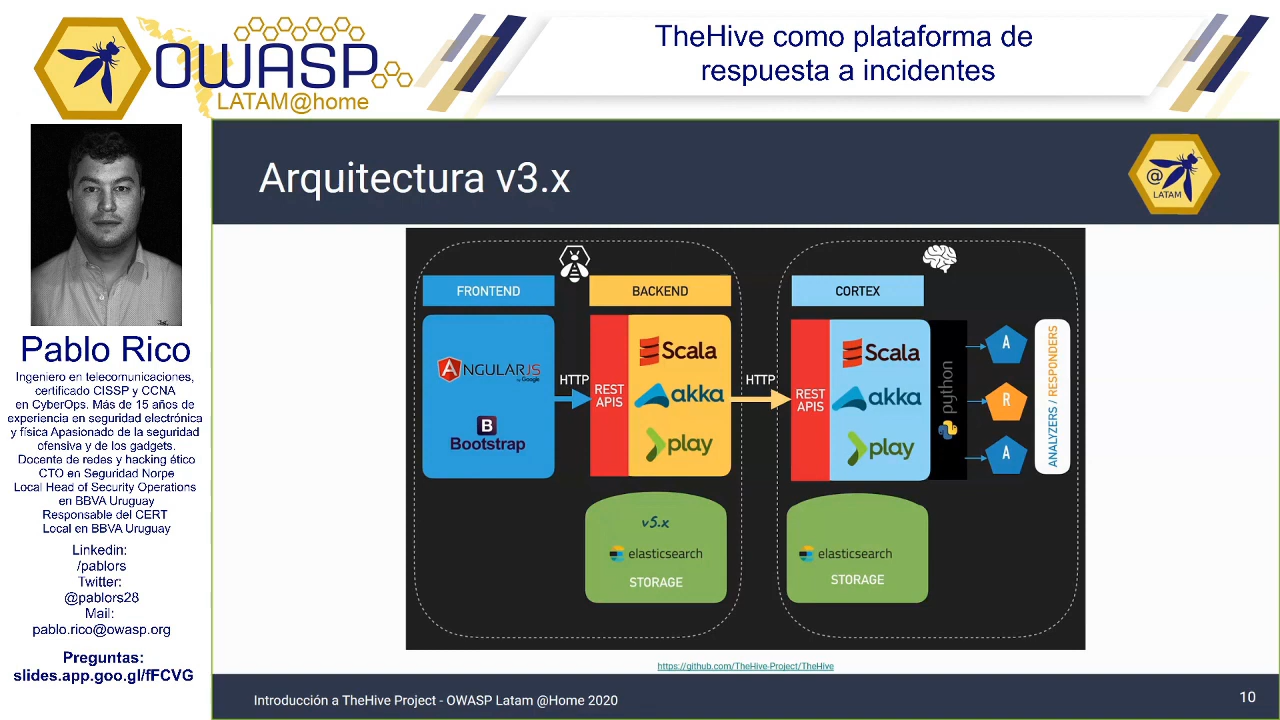 OWASP
LATAM@home
TheHive como plataforma de
respuesta a incidentes
Pablo Rico
Ingeniero en telecomunicaciones,
certificado CISSP y CCNA
en CyberOps. Más de 15 años de
experiencia en seguridad electrónica
y física Apasionado de la seguridad
ofensiva y de los gadgets.
Docente de redes y hacking ético
CTO en Seguridad Norpe
Local Head of Security Operations
en BBVA Uruguay
Responsable del CERT
Local en BBVA Uruguay
Linkedin:
/pablors
Twitter:
@pablors28
Mail:
pablo.rico@owasp.org
Preguntas:
slides.app.goo.gl/fFCVG
Arquitectura v3.x
@
LATAM
FRONTEND
ANGULARJS
by Google
B
Bootstrap
HTTP
BACKEND
REST
APIS
Scala
akka
play
v5.x
elasticsearch
STORAGE
HTTP
CORTEX
REST
APIS
Scala
akka
play
python
A
R
A
ANALYZERS / RESPONDERS
elasticsearch
STORAGE
https://github.com/TheHive-Project/TheHive
Introducción a TheHive Project - OWASP Latam @Home 2020
10